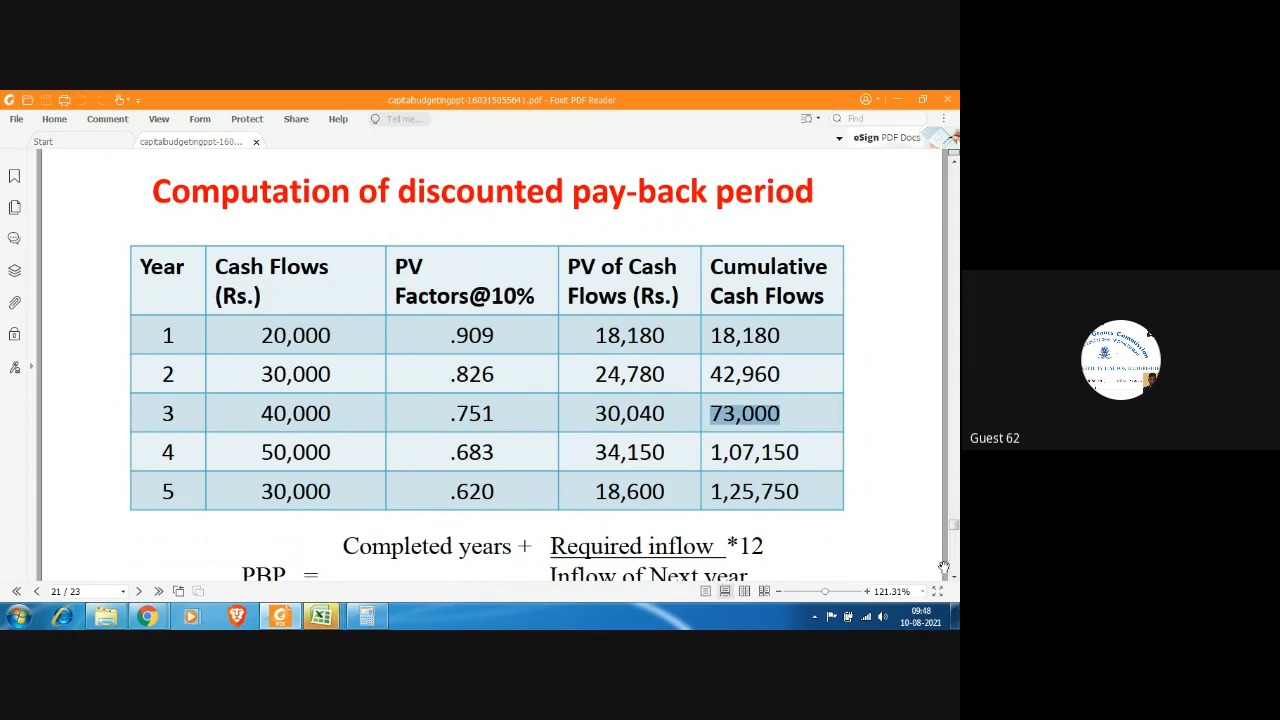 capitalbudgetingppt-160315055641.pdf - Foxit PDF Reader
File Home Comment View Form Protect Share Help Tell me... Find
Start capitalbudgetingppt-160... eSign PDF Docs
Computation of discounted pay-back period
Year Cash Flows (Rs.) PV Factors@10% PV of Cash Flows (Rs.) Cumulative Cash Flows
1 20,000 .909 18,180 18,180
2 30,000 .826 24,780 42,960
3 40,000 .751 30,040 73,000
4 50,000 .683 34,150 1,07,150
5 30,000 .620 18,600 1,25,750
Completed years + Required inflow *12
PBP = Inflow of Next year
21 / 23 121.31%
09:48
10-08-2021
Grants Commission
Guest 62